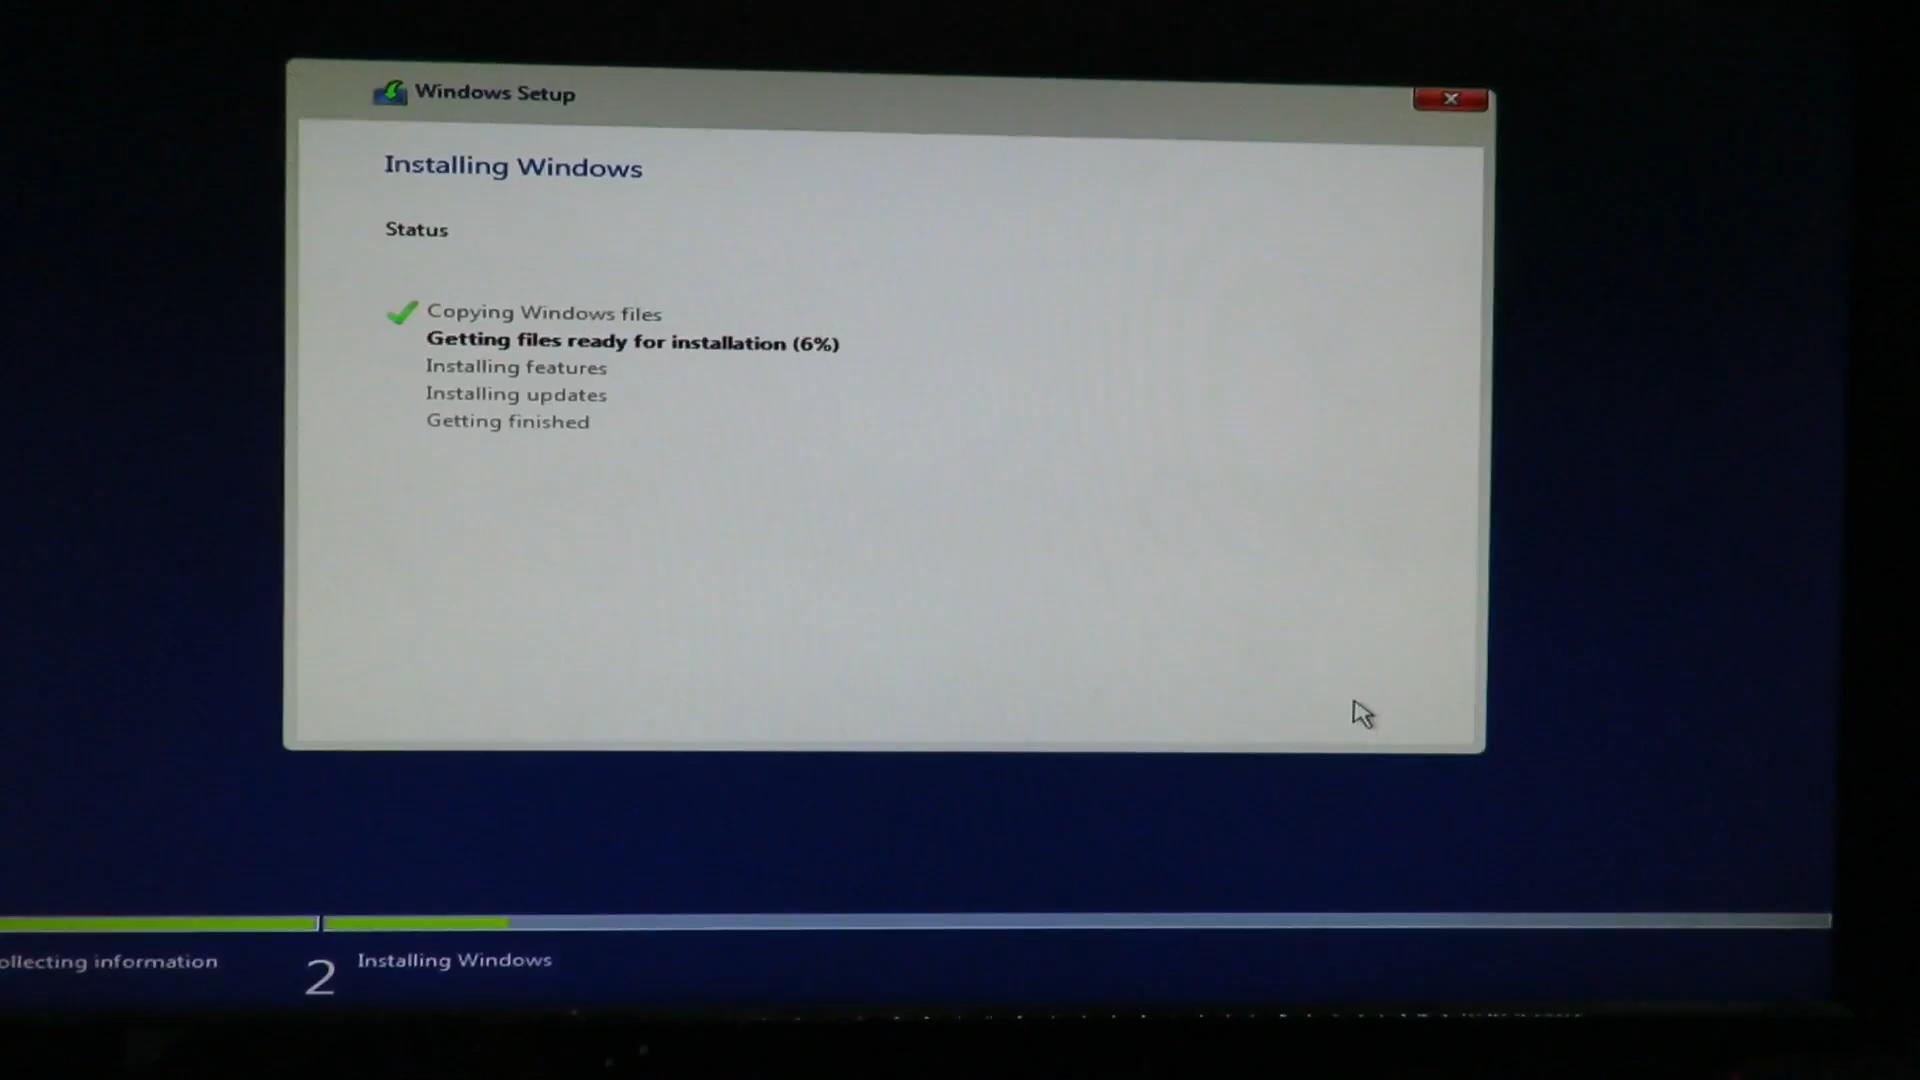 Windows Setup
Installing Windows
Status
Copying Windows files
Getting files ready for installation (6%)
Installing features
Installing updates
Getting finished
ollecting information
2
Installing Windows